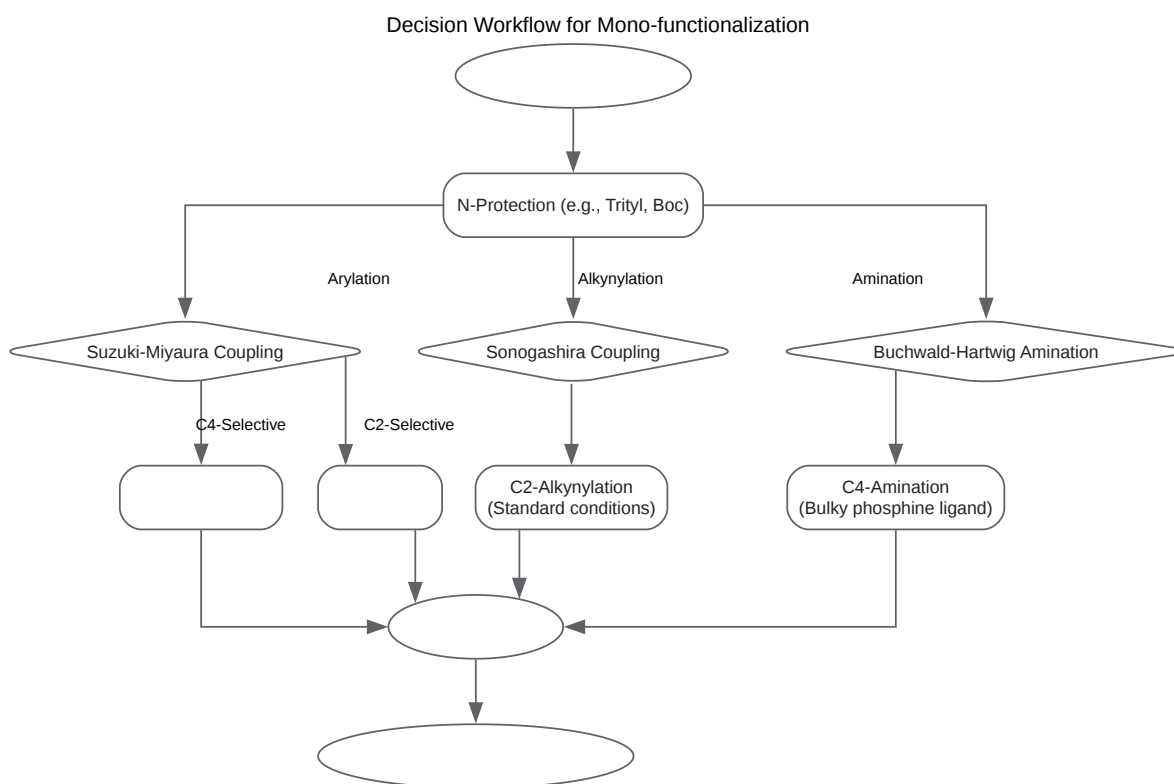 Decision Workflow for Mono-functionalization
N-Protection (e.g., Trityl, Boc)
Arylation
Alkynylation
Amination
Suzuki-Miyaura Coupling
Sonogashira Coupling
Buchwald-Hartwig Amination
C4-Selective
C2-Selective
C2-Alkynylation
(Standard conditions)
C4-Amination
(Bulky phosphine ligand)